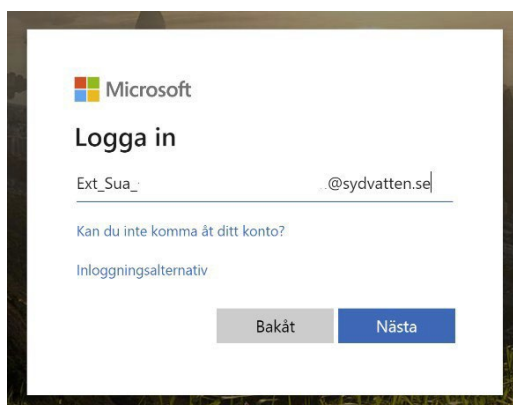 Microsoft
Logga in
Ext_Sua_ @sydvatten.se
Kan du inte komma åt ditt konto?
Inloggningsalternativ
Bakåt
Nästa